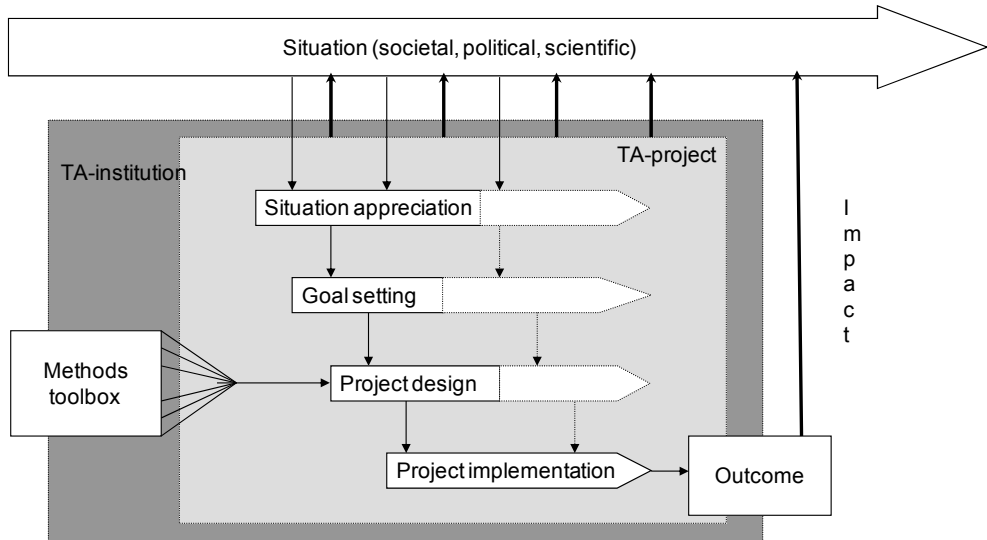 Situation (societal, political, scientific)
TA-institution
TA-project
Situation appreciation
Goal setting
Methods
toolbox
Project design
Project implementation
Outcome
Impact